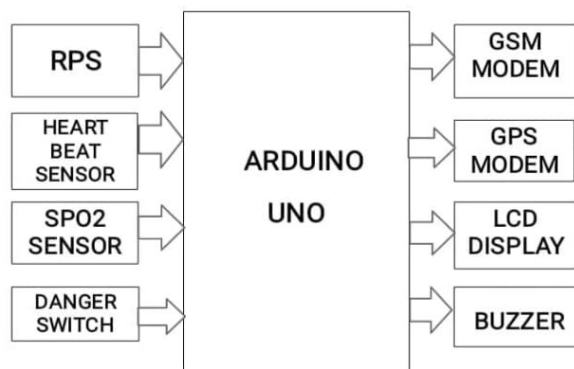 RPS
HEART
BEAT
SENSOR
SPO2
SENSOR
DANGER
SWITCH
ARDUINO
UNO
GSM
MODEM
GPS
MODEM
LCD
DISPLAY
BUZZER